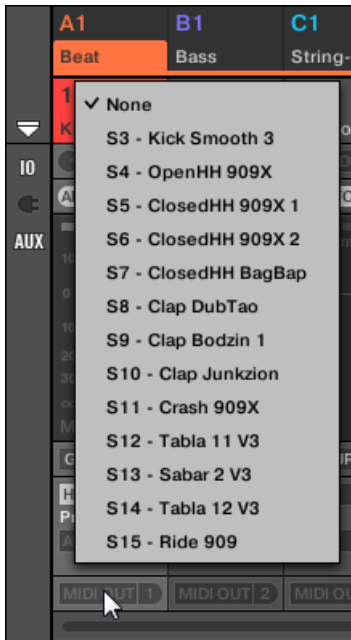 A1 B1 C1
Beat Bass String-
1
K
None
S3 - Kick Smooth 3
S4 - OpenHH 909X
IO
S5 - ClosedHH 909X 1
S6 - ClosedHH 909X 2
AUX
S7 - ClosedHH BagBap
S8 - Clap DubTao
S9 - Clap Bodzin 1
S10 - Clap Junkzion
S11 - Crash 909X
S12 - Tabla 11 V3
S13 - Sabar 2 V3
S14 - Tabla 12 V3
S15 - Ride 909
MIDI OUT 1 MIDI OUT 2 MIDI OU